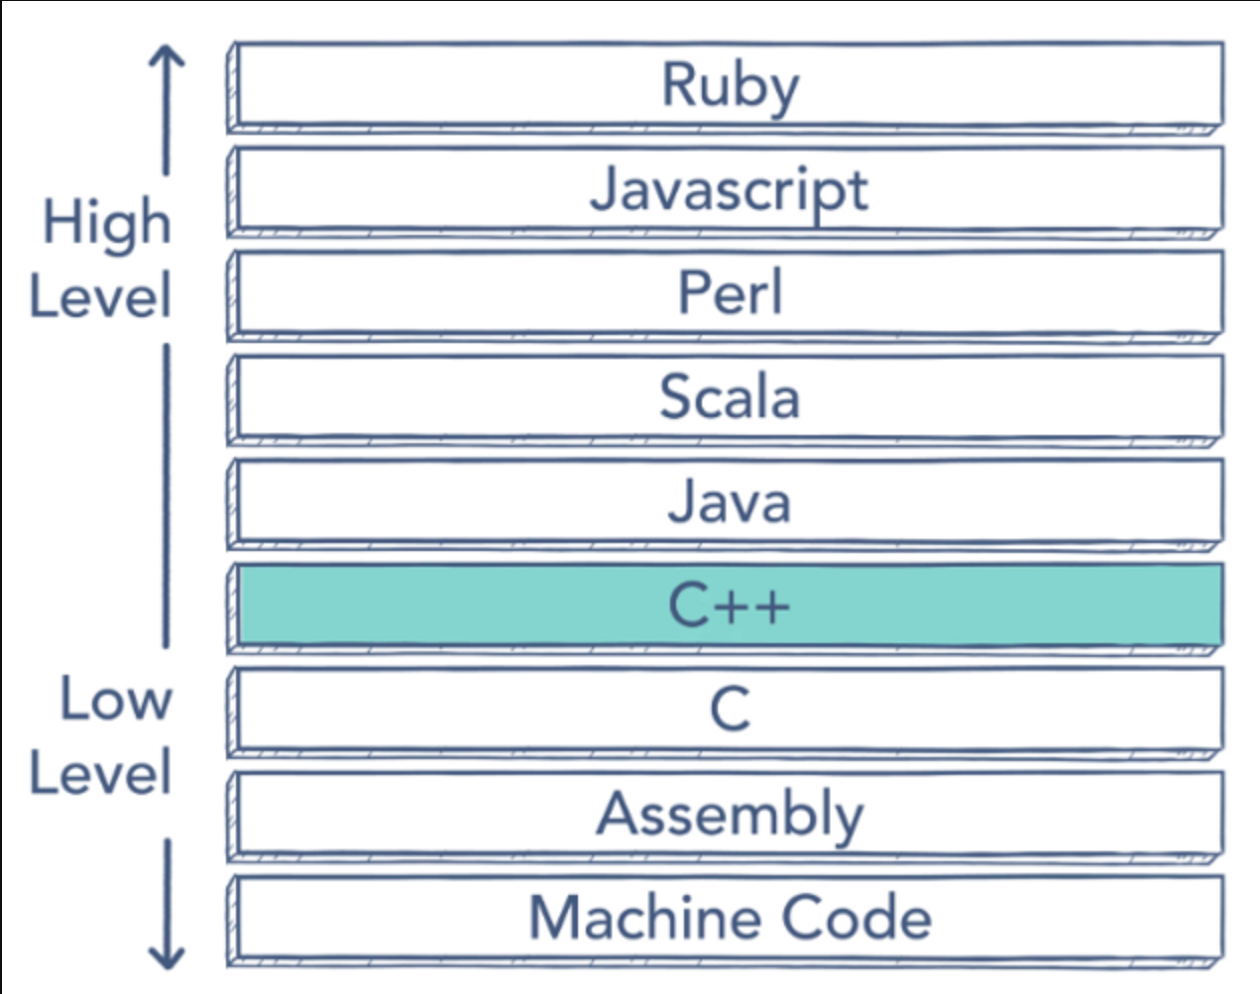 Ruby
Javascript
High
Level
Perl
Scala
Java
C++
Low
Level
C
Assembly
Machine Code